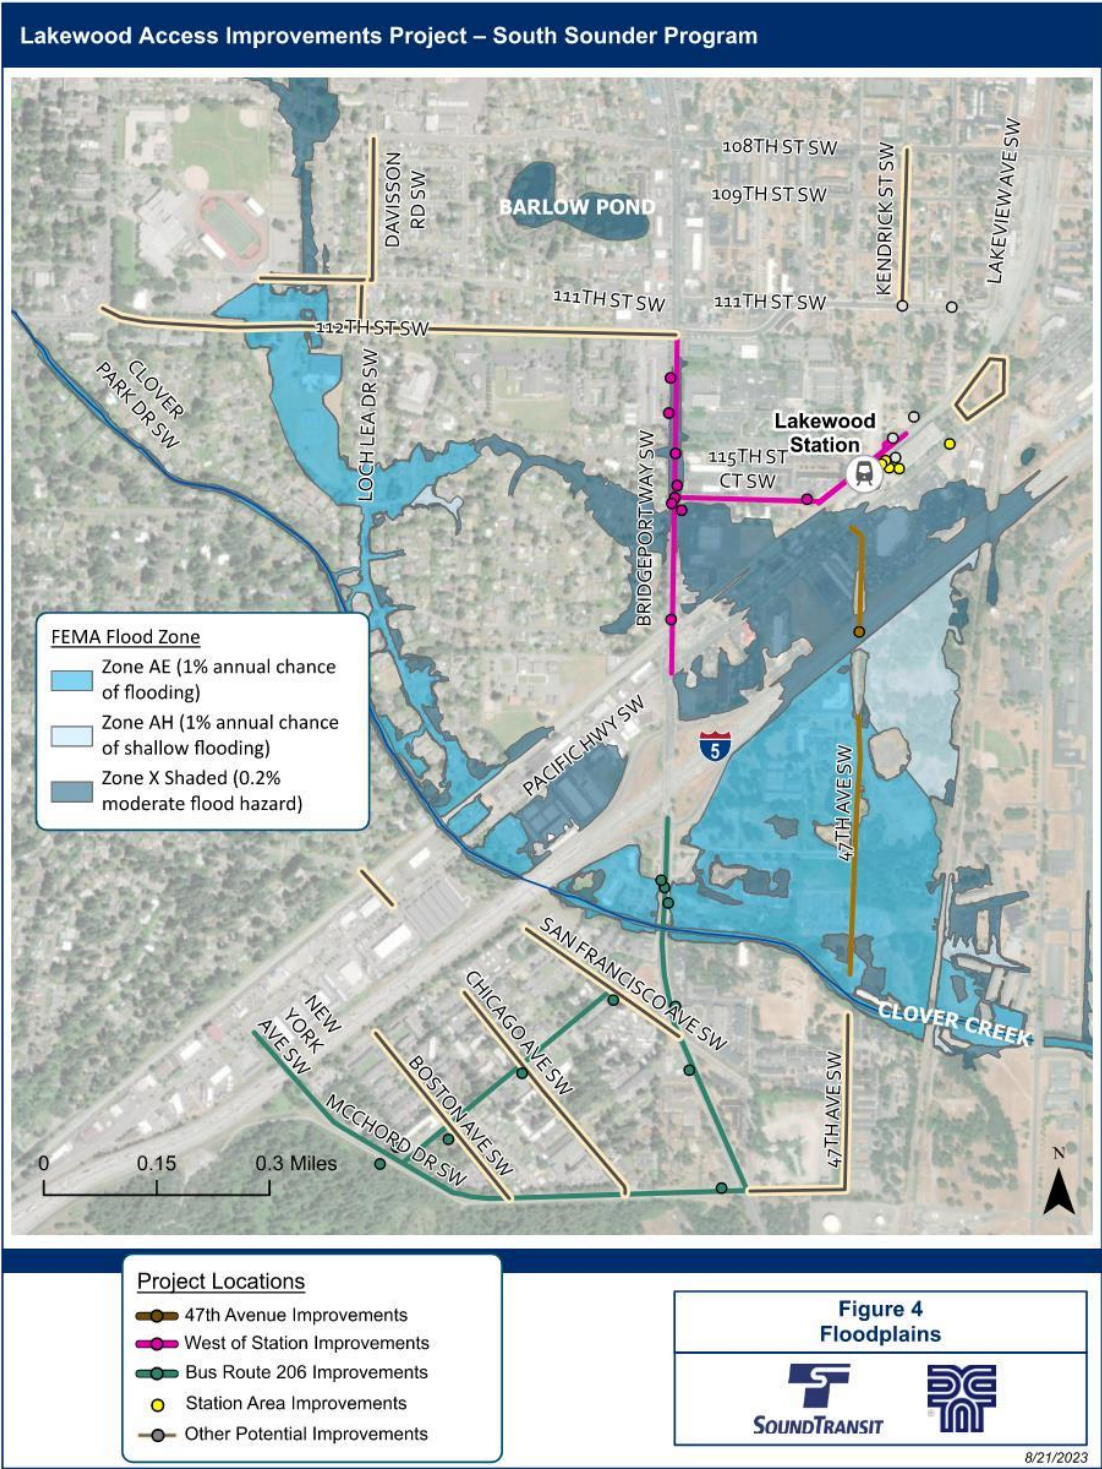 Lakewood Access Improvements Project – South Sounder Program
108TH ST SW
DAVISSON
RD SW
KENDRICK ST SW
LAKEVIEW AVE SW
109TH ST SW
BARLOW POND
111TH ST SW
111TH ST SW
112TH ST SW
CLOVER
PARK DR SW
LOCH LEA DR SW
Lakewood
Station
115TH ST
CT SW
BRIDGEPORT WAY SW
FEMA Flood Zone
Zone AE (1% annual chance
of flooding)
Zone AH (1% annual chance
of shallow flooding)
Zone X Shaded (0.2%
moderate flood hazard)
PACIFIC HWY SW
5
47TH AVE SW
SAN FRANCISCO AVE SW
CHICAGO AVE SW
NEW
YORK
AVE SW
CLOVER CREEK
BOSTON AVE SW
MCCHORD DR SW
47TH AVE SW
0 0.15 0.3 Miles
N
Project Locations
47th Avenue Improvements
West of Station Improvements
Bus Route 206 Improvements
Station Area Improvements
Other Potential Improvements
Figure 4
Floodplains
SOUNDTRANSIT
®
8/21/2023